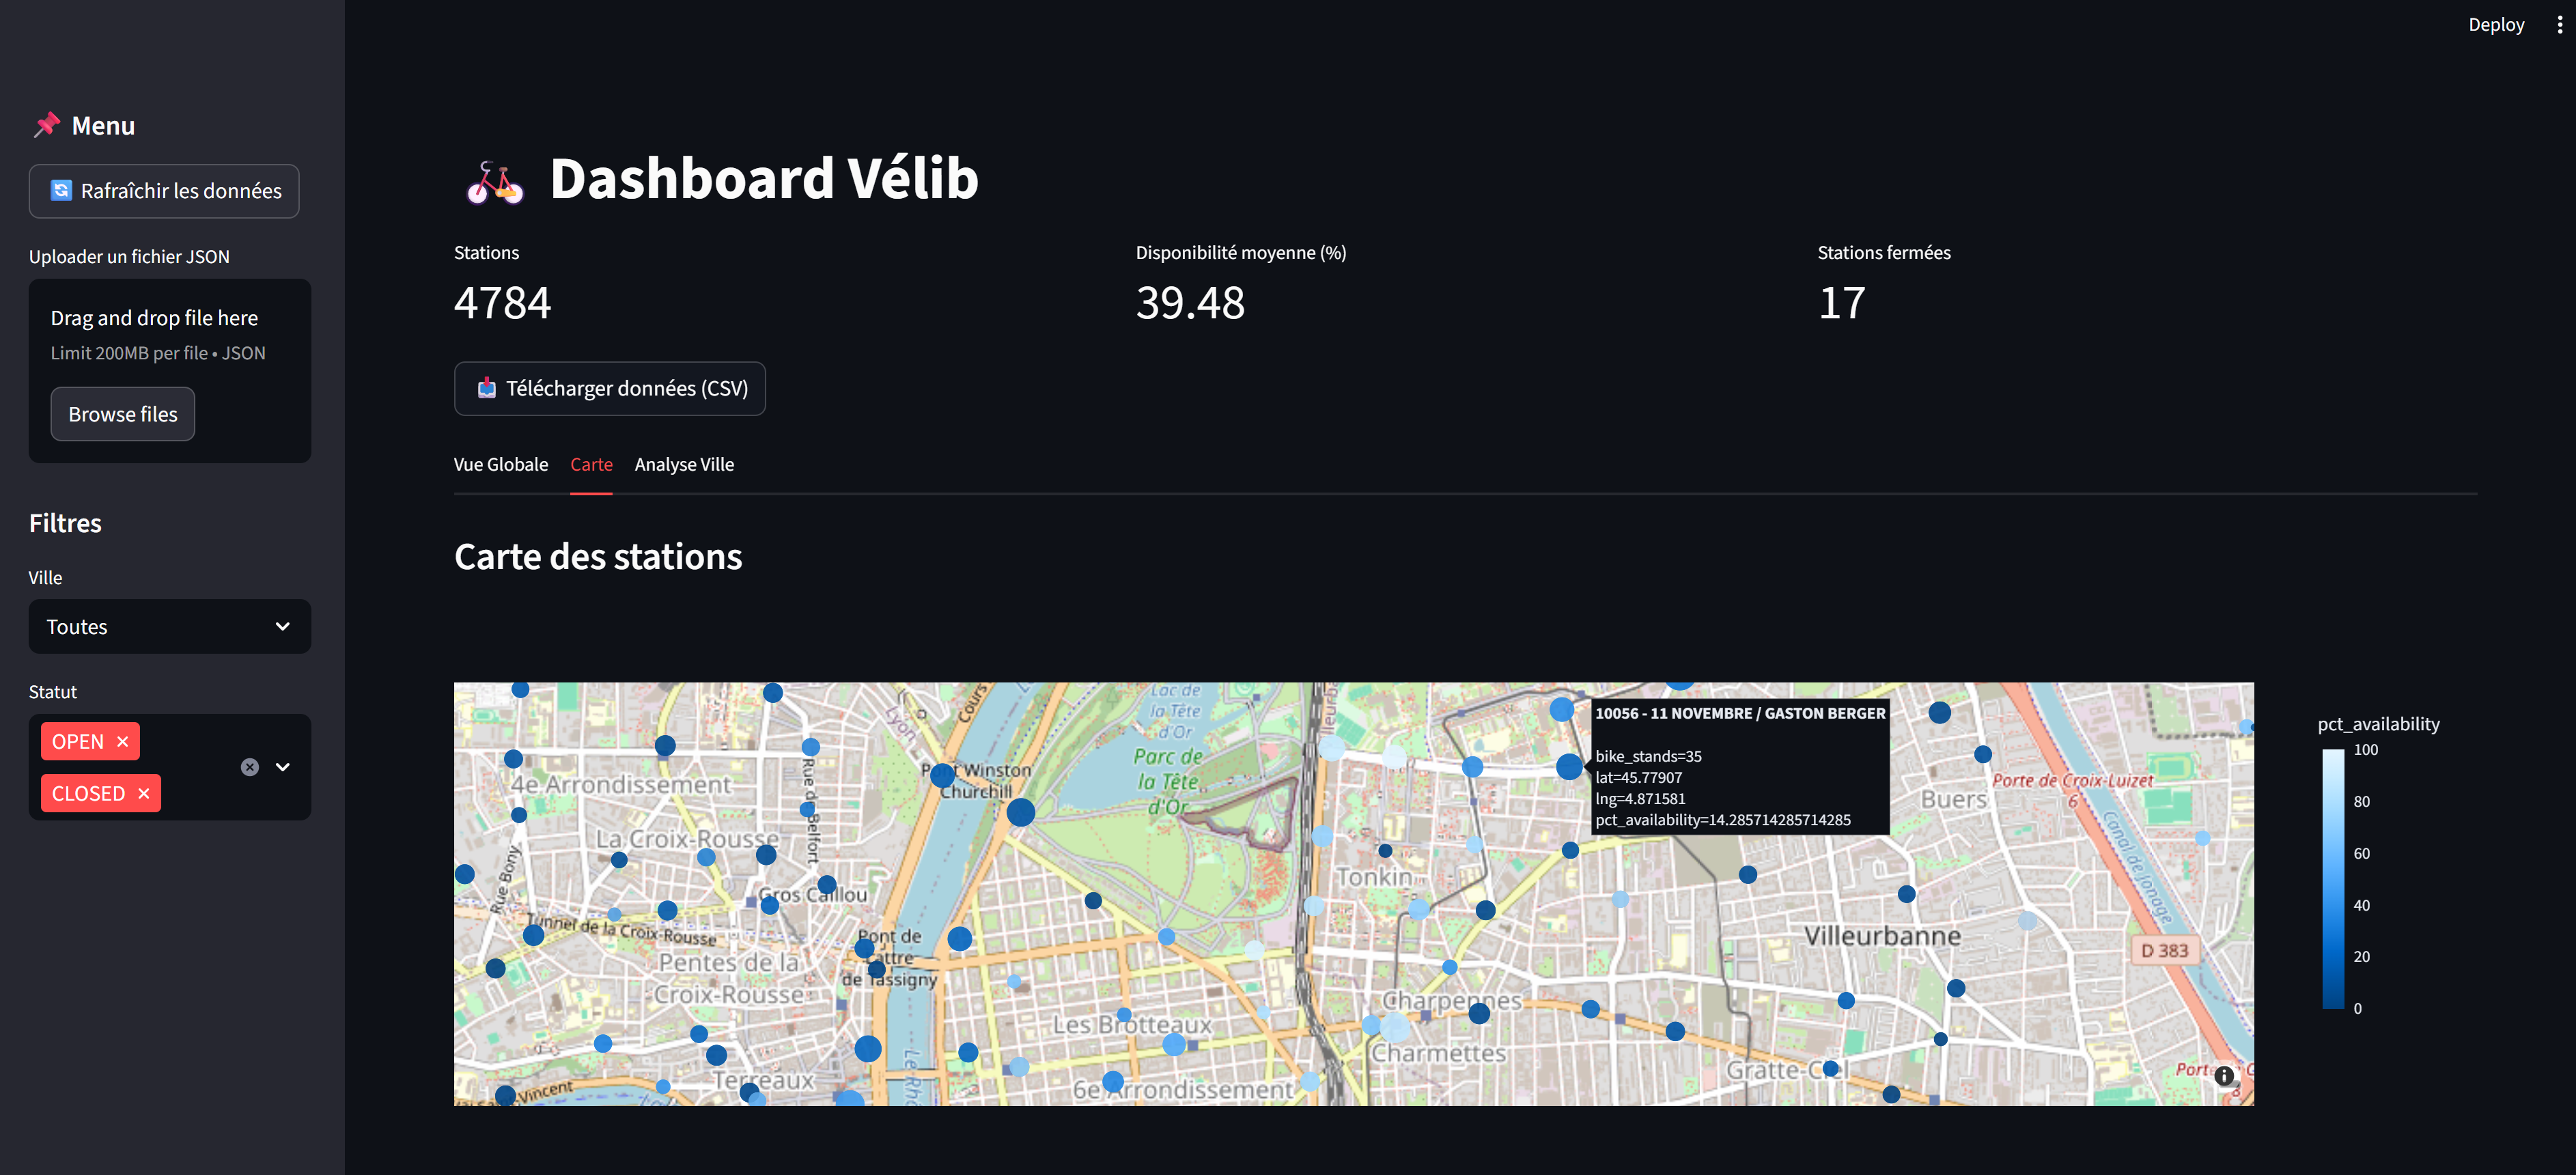 Deploy
Menu
Rafraîchir les données
Uploader un fichier JSON
Drag and drop file here
Limit 200MB per file • JSON
Browse files
Filtres
Ville
Toutes
Statut
OPEN
CLOSED
Dashboard Vélib
Stations
Disponibilité moyenne (%)
Stations fermées
4784
39.48
17
Télécharger données (CSV)
Vue Globale
Carte
Analyse Ville
Carte des stations
Cours
Lac de
la Tête
d'Or
Lyon
Parc de
la Tête
d'Or
Pont Winston
Churchill
4e Arrondissement
La Croix-Rousse
Rue Bony
Gros Caillou
Tunnel de la Croix-Rousse
Pentes de la
Croix-Rousse
Pont de
Lattre
de Tassigny
Terreaux
Les Brotteaux
6e Arrondissement
Tonkin
Charpennes
Charmettes
10056 - 11 NOVEMBRE / GASTON BERGER
bike_stands=35
lat=45.77907
lng=4.871581
pct_availability=14.285714285714285
Buers
Porte de Croix-Luizet
6
Canal de Jonage
Villeurbanne
D 383
Gratte-Ciel
pct_availability
100
80
60
40
20
0